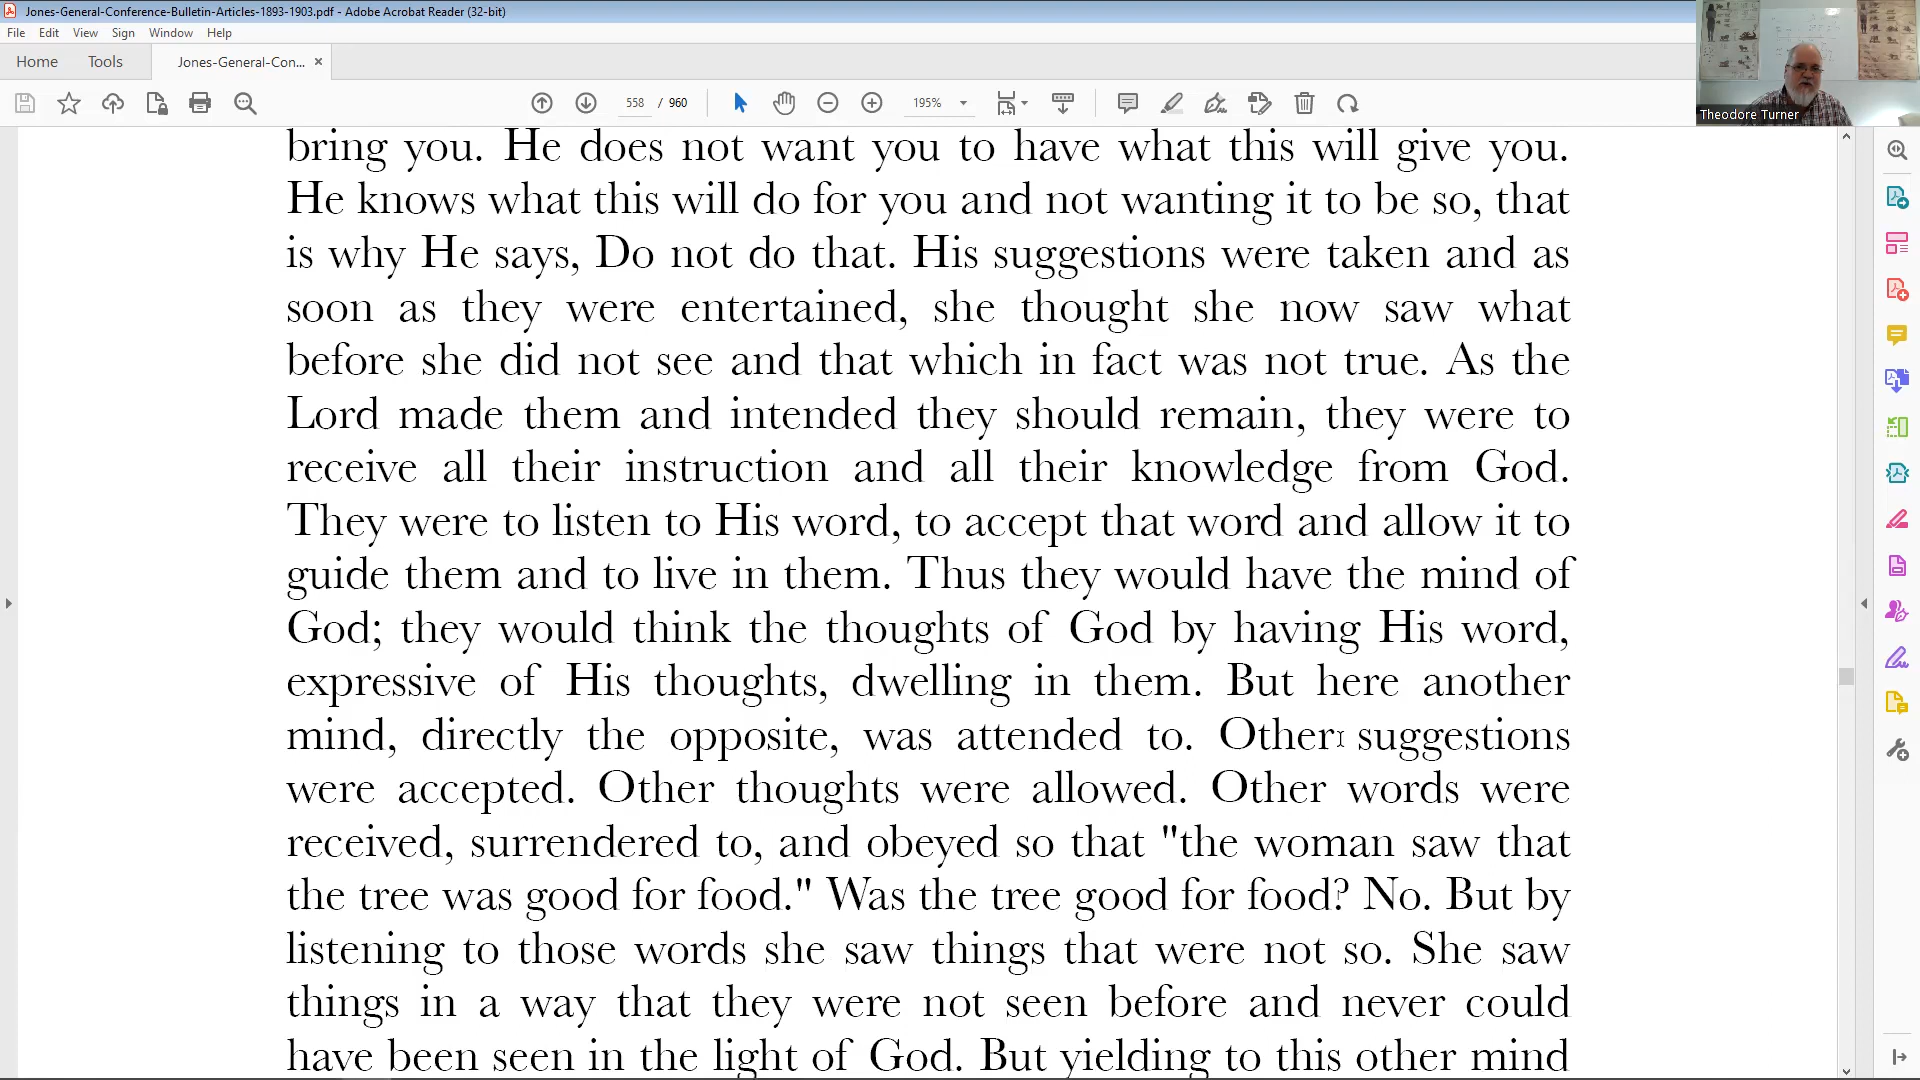 Jones-General-Conference-Bulletin-Articles-1893-1903.pdf - Adobe Acrobat Reader (32-bit)
File Edit View Sign Window Help
Home Tools Jones-General-Con... ×
558 / 960 195%
Theodore Turner
bring you. He does not want you to have what this will give you.
He knows what this will do for you and not wanting it to be so, that
is why He says, Do not do that. His suggestions were taken and as
soon as they were entertained, she thought she now saw what
before she did not see and that which in fact was not true. As the
Lord made them and intended they should remain, they were to
receive all their instruction and all their knowledge from God.
They were to listen to His word, to accept that word and allow it to
guide them and to live in them. Thus they would have the mind of
God; they would think the thoughts of God by having His word,
expressive of His thoughts, dwelling in them. But here another
mind, directly the opposite, was attended to. Other suggestions
were accepted. Other thoughts were allowed. Other words were
received, surrendered to, and obeyed so that "the woman saw that
the tree was good for food." Was the tree good for food? No. But by
listening to those words she saw things that were not so. She saw
things in a way that they were not seen before and never could
have been seen in the light of God. But yielding to this other mind